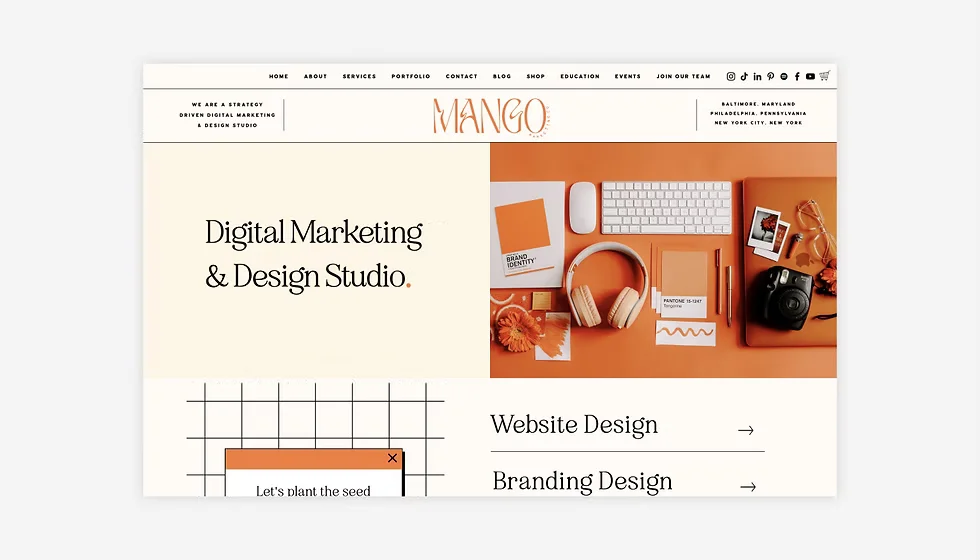 HOME ABOUT SERVICES PORTFOLIO CONTACT BLOG SHOP EDUCATION EVENTS JOIN OUR TEAM
WE ARE A STRATEGY
DRIVEN DIGITAL MARKETING
& DESIGN STUDIO
MANGO
BALTIMORE, MARYLAND
PHILADELPHIA, PENNSYLVANIA
NEW YORK CITY, NEW YORK
Digital Marketing
& Design Studio.
BRAND
IDENTITY
PANTONE 15-1247
Tangerine
Website Design →
Branding Design →
Let's plant the seed